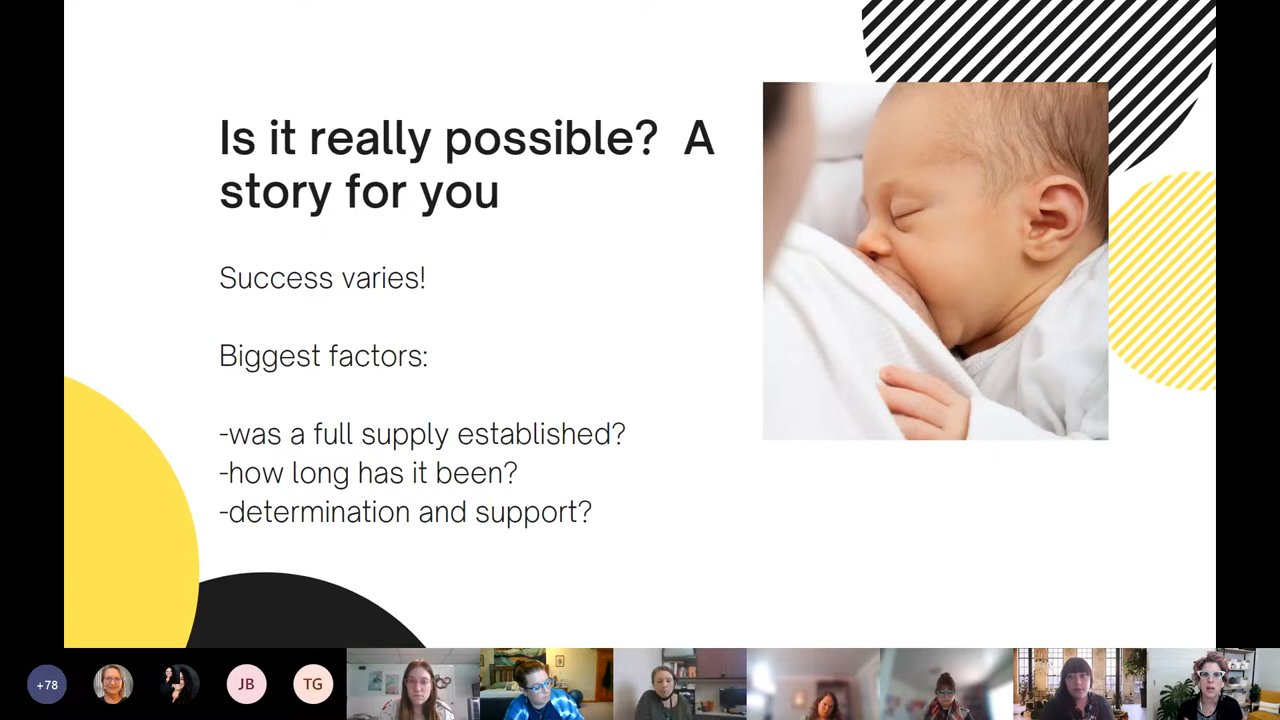 Is it really possible?  A
story for you
Success varies!
Biggest factors:
-was a full supply established?
-how long has it been?
-determination and support?
+78
JB
TG